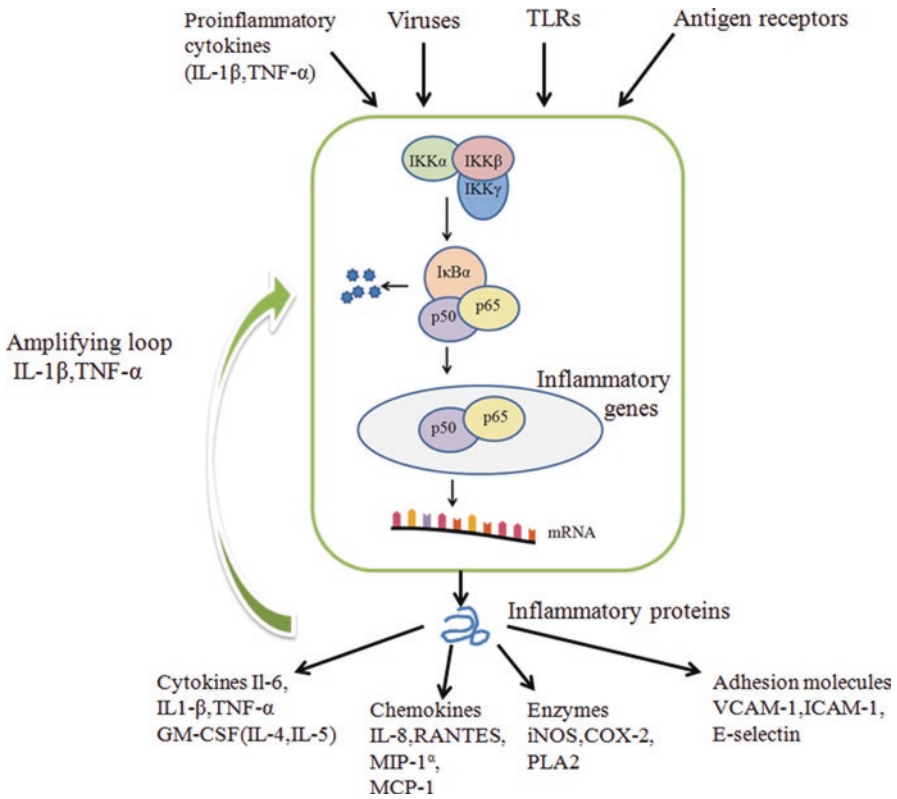 Proinflammatory
cytokines
(IL-1β,TNF-α)
Viruses
TLRs
Antigen receptors
IKKα
IKKβ
IKKγ
IκBα
p50
p65
Amplifying loop
IL-1β,TNF-α
Inflammatory
genes
p50
p65
mRNA
Inflammatory proteins
Cytokines Il-6,
IL1-β,TNF-α
GM-CSF(IL-4,IL-5)
Chemokines
IL-8,RANTES,
MIP-1α,
MCP-1
Enzymes
iNOS,COX-2,
PLA2
Adhesion molecules
VCAM-1,ICAM-1,
E-selectin